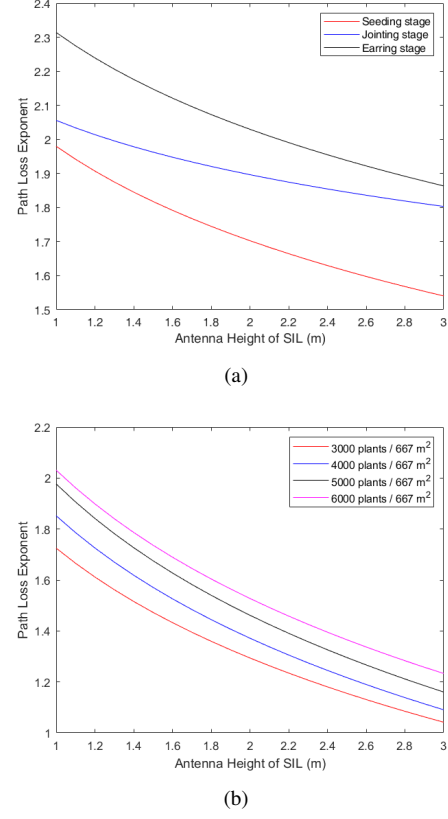 2.4
2.3
2.2
2.1
2
1.9
1.8
1.7
1.6
1.5
Path Loss Exponent
Seeding stage
Jointing stage
Earring stage
1 1.2 1.4 1.6 1.8 2 2.2 2.4 2.6 2.8 3
Antenna Height of SIL (m)
(a)
2.2
2
1.8
1.6
1.4
1.2
1
Path Loss Exponent
3000 plants / 667 m²
4000 plants / 667 m²
5000 plants / 667 m²
6000 plants / 667 m²
1 1.2 1.4 1.6 1.8 2 2.2 2.4 2.6 2.8 3
Antenna Height of SIL (m)
(b)